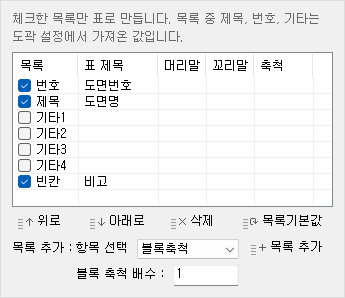 체크한 목록만 표로 만듭니다. 목록 중 제목, 번호, 기타는
도곽 설정에서 가져온 값입니다.
목록 표 제목 머리말 꼬리말 축척
번호 도면번호
제목 도면명
기타1
기타2
기타3
기타4
빈칸 비고
위로 아래로 삭제 목록기본값
목록 추가 : 항목 선택 블록축척 목록 추가
블록 축척 배수 : 1